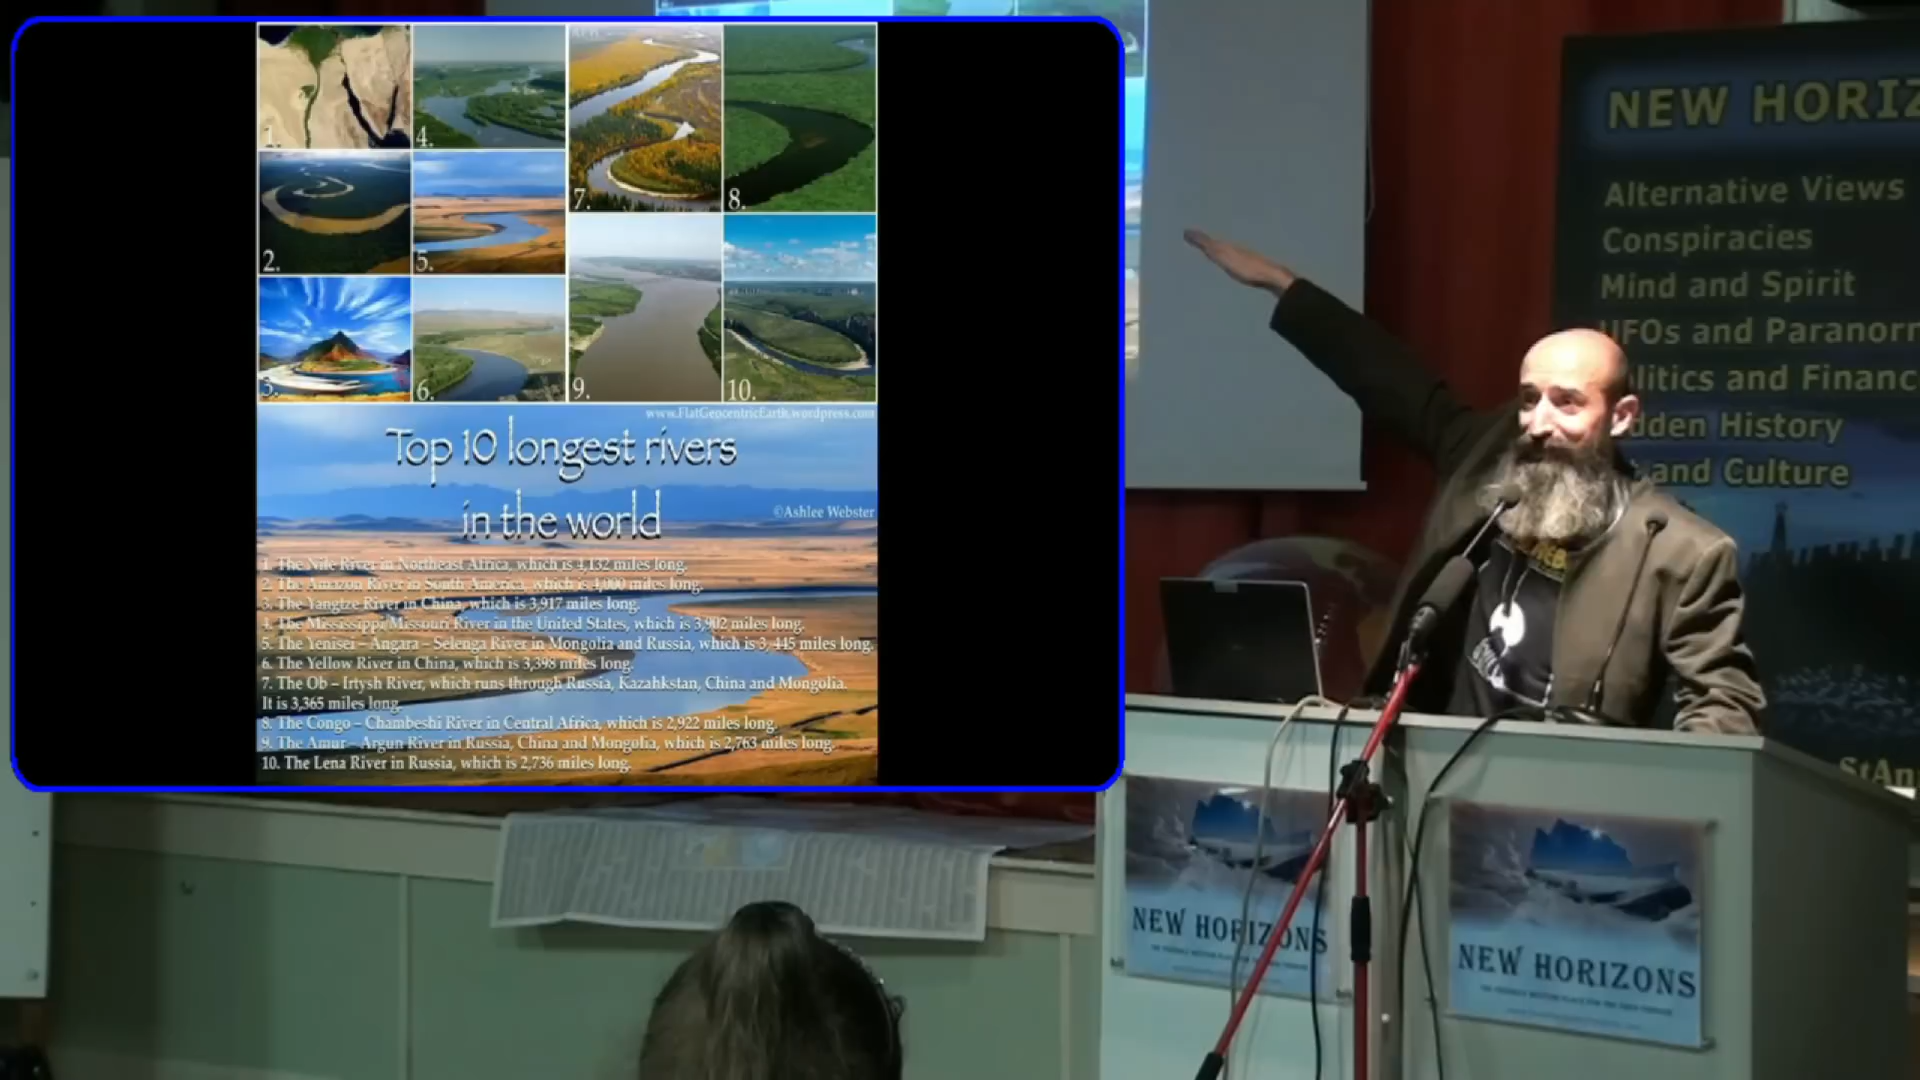 1.
4.
7.
8.
2.
5.
3.
6.
9.
10.
www.FlatGeocentricEarth.wordpress.com
Top 10 longest rivers
in the world
©Ashlee Webster
1. The Nile River in Northeast Africa, which is 4,132 miles long.
2. The Amazon River in South America, which is 4,000 miles long.
3. The Yangtze River in China, which is 3,917 miles long.
4. The Mississippi Missouri River in the United States, which is 3,902 miles long.
5. The Yenisei – Angara – Selenga River in Mongolia and Russia, which is 3,445 miles long.
6. The Yellow River in China, which is 3,398 miles long.
7. The Ob – Irtysh River, which runs through Russia, Kazahkstan, China and Mongolia.
It is 3,365 miles long.
8. The Congo – Chambeshi River in Central Africa, which is 2,922 miles long.
9. The Amur – Argun River in Russia, China and Mongolia, which is 2,763 miles long.
10. The Lena River in Russia, which is 2,736 miles long.
NEW HORIZ
Alternative Views
Conspiracies
Mind and Spirit
UFOs and Paranorm
litics and Financ
dden History
and Culture
StAn
NEW HORIZONS
NEW HORIZONS